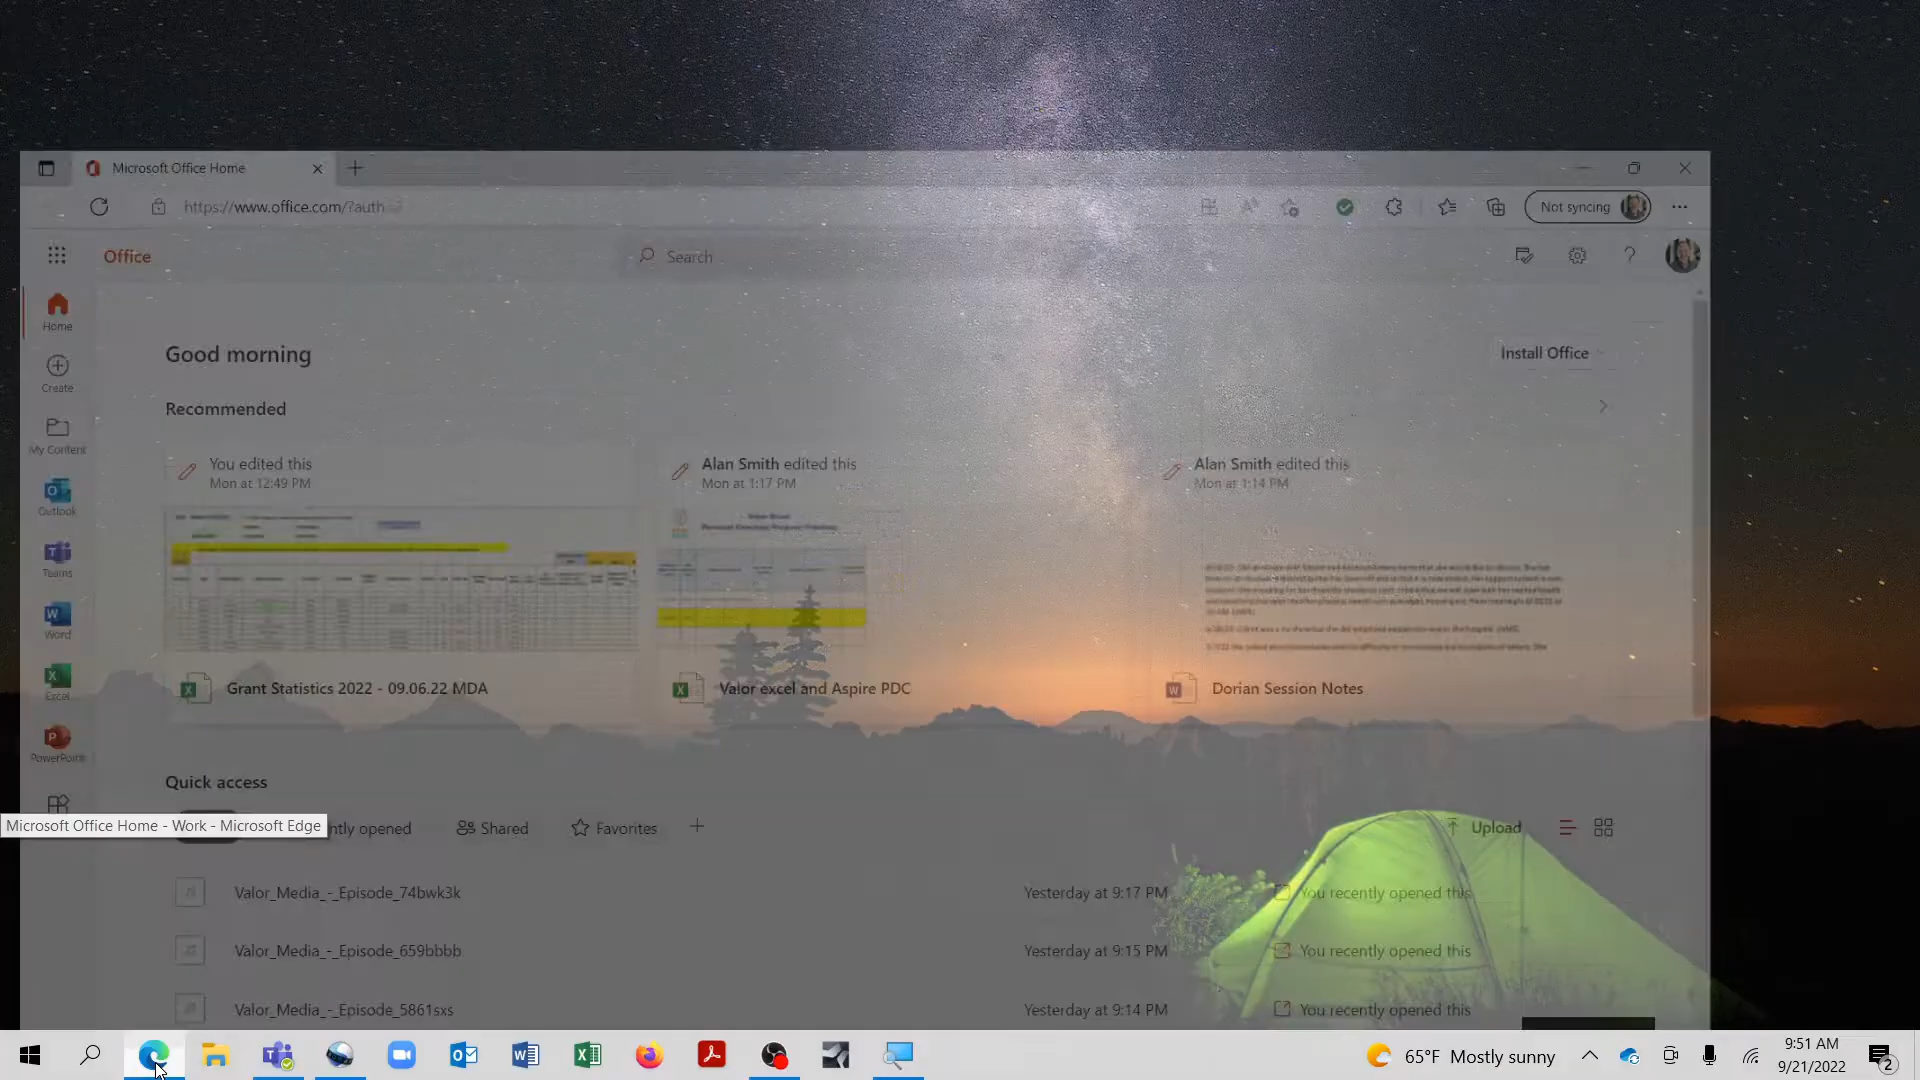 Microsoft Office Home
https://www.office.com/?auth
Not syncing
Office
Search
Home
Create
My Content
Outlook
Teams
Word
Excel
PowerPoint
Good morning
Install Office
Recommended
You edited this
Mon at 12:49 PM
Grant Statistics 2022 - 09.06.22 MDA
Alan Smith edited this
Mon at 1:17 PM
Valor excel and Aspire PDC
Alan Smith edited this
Mon at 1:14 PM
Dorian Session Notes
Quick access
Microsoft Office Home - Work - Microsoft Edge
ntly opened
Shared
Favorites
Upload
Valor_Media_-_Episode_74bwk3k Yesterday at 9:17 PM You recently opened this
Valor_Media_-_Episode_659bbbb Yesterday at 9:15 PM You recently opened this
Valor_Media_-_Episode_5861sxs Yesterday at 9:14 PM You recently opened this
65°F Mostly sunny
9:51 AM
9/21/2022
2